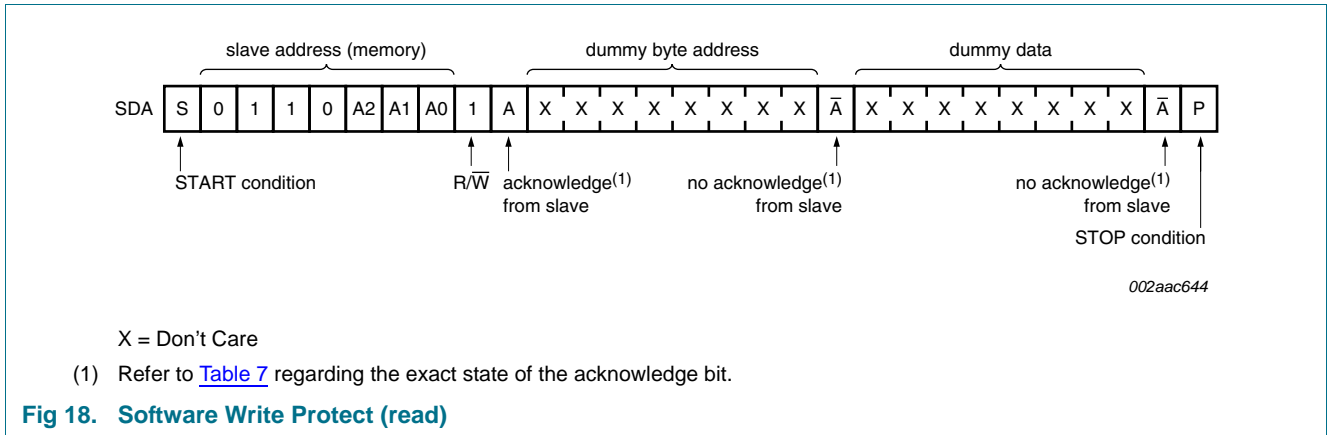 slave address (memory) dummy byte address dummy data
SDA S 0 1 1 0 A2 A1 A0 1 A X X X X X X X X A̅ X X X X X X X X A̅ P
START condition R/W̅ acknowledge(1) no acknowledge(1) no acknowledge(1)
from slave from slave from slave
STOP condition
002aac644
X = Don't Care
(1) Refer to Table 7 regarding the exact state of the acknowledge bit.
Fig 18. Software Write Protect (read)